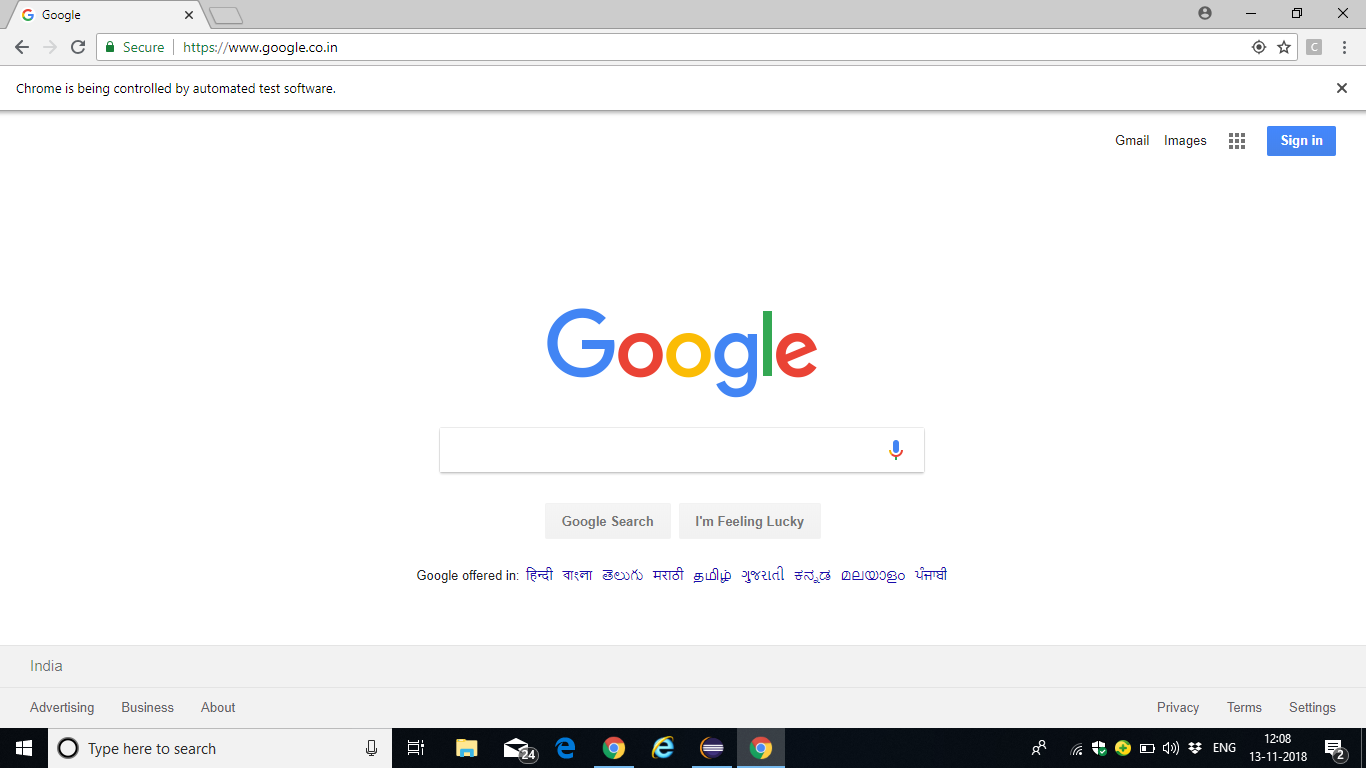 Google
Secure https://www.google.co.in
C
Chrome is being controlled by automated test software.
Gmail Images Sign in
Google
Google Search I'm Feeling Lucky
Google offered in: हिन्दी বাংলা తెలుగు मराठी தமிழ் ગુજરાતી ಕನ್ನಡ മലയാളം ਪੰਜਾਬੀ
India
Advertising Business About Privacy Terms Settings
Type here to search 24 ENG 12:08
13-11-2018 2